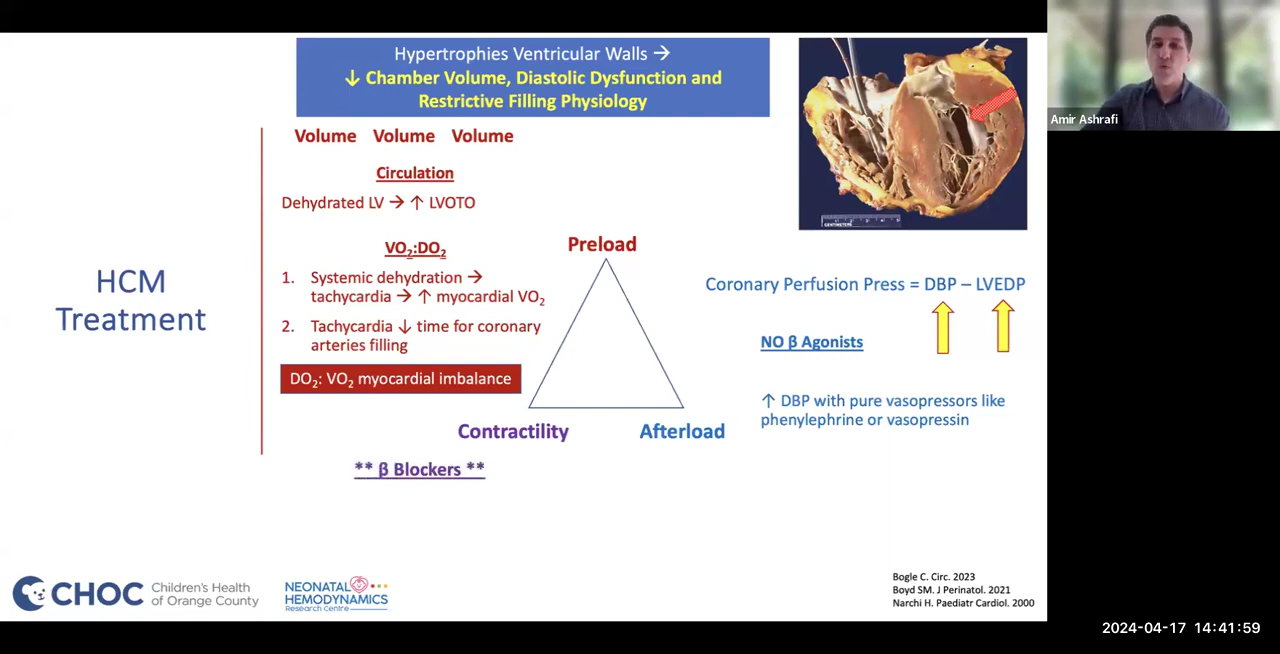 Hypertrophies Ventricular Walls →
↓ Chamber Volume, Diastolic Dysfunction and
Restrictive Filling Physiology
Volume Volume Volume
Circulation
Dehydrated LV → ↑ LVOTO
VO₂:DO₂
1. Systemic dehydration →
tachycardia → ↑ myocardial VO₂
2. Tachycardia ↓ time for coronary
arteries filling
DO₂: VO₂ myocardial imbalance
HCM
Treatment
Preload
Contractility
Afterload
** β Blockers **
CENTIMETERS
Coronary Perfusion Press = DBP – LVEDP
NO β Agonists
↑ DBP with pure vasopressors like
phenylephrine or vasopressin
Amir Ashrafi
CHOC
Children's Health
of Orange County
NEONATAL
HEMODYNAMICS
Research Centre
Bogle C. Circ. 2023
Boyd SM. J Perinatol. 2021
Narchi H. Paediatr Cardiol. 2000
2024-04-17 14:41:59